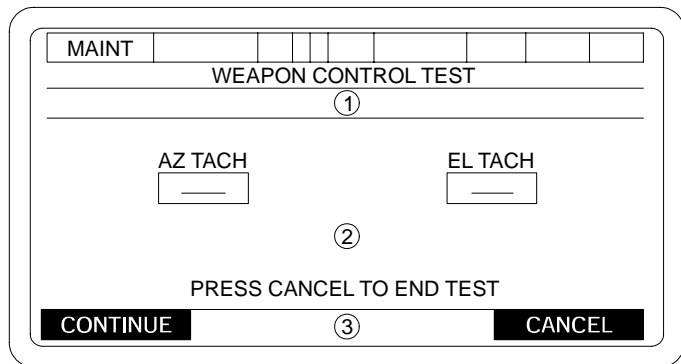 MAINT
WEAPON CONTROL TEST
1
AZ TACH EL TACH
2
PRESS CANCEL TO END TEST
CONTINUE 3 CANCEL